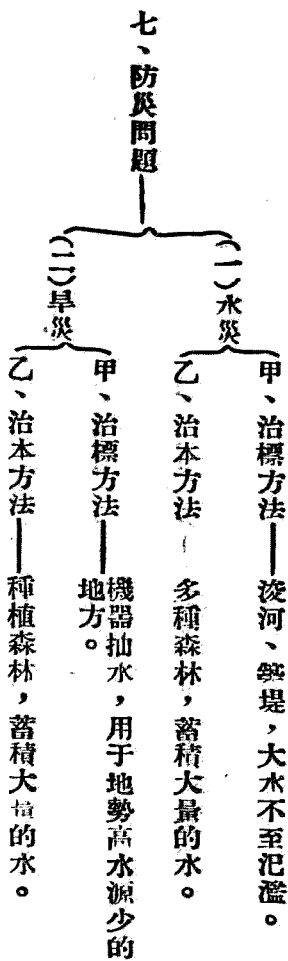 七、防災問題
(一)水災
甲、治標方法——浚河、築堤，大水不至氾濫。
乙、治本方法——多種森林，蓄積大量的水。
(二)旱災
甲、治標方法——機器抽水，用于地勢高水源少的
地方。
乙、治本方法——種植森林，蓄積大量的水。